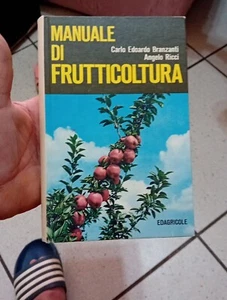 MANUALE
DI
FRUTTICOLTURA
Carlo Edoardo Branzanti
Angelo Ricci
EDAGRICOLE